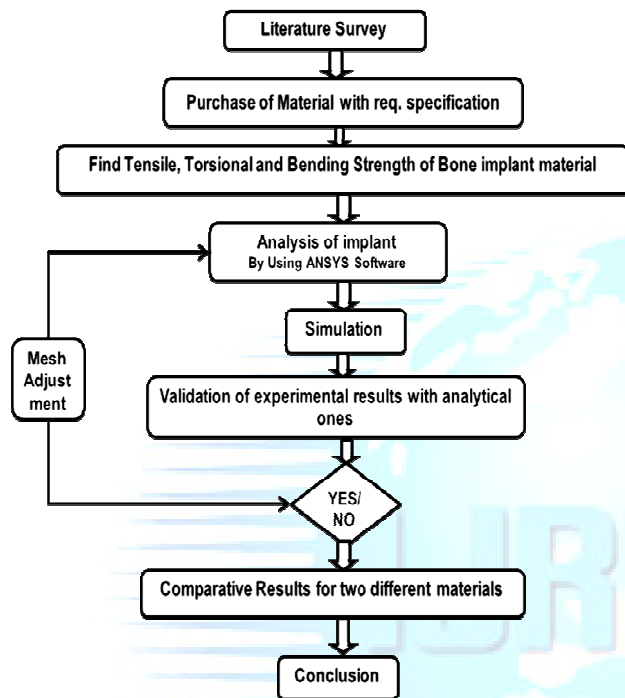 Literature Survey
Purchase of Material with req. specification
Find Tensile, Torsional and Bending Strength of Bone implant material
Analysis of implant
By Using ANSYS Software
Simulation
Mesh
Adjust
ment
Validation of experimental results with analytical
ones
YES/
NO
Comparative Results for two different materials
Conclusion
IJR